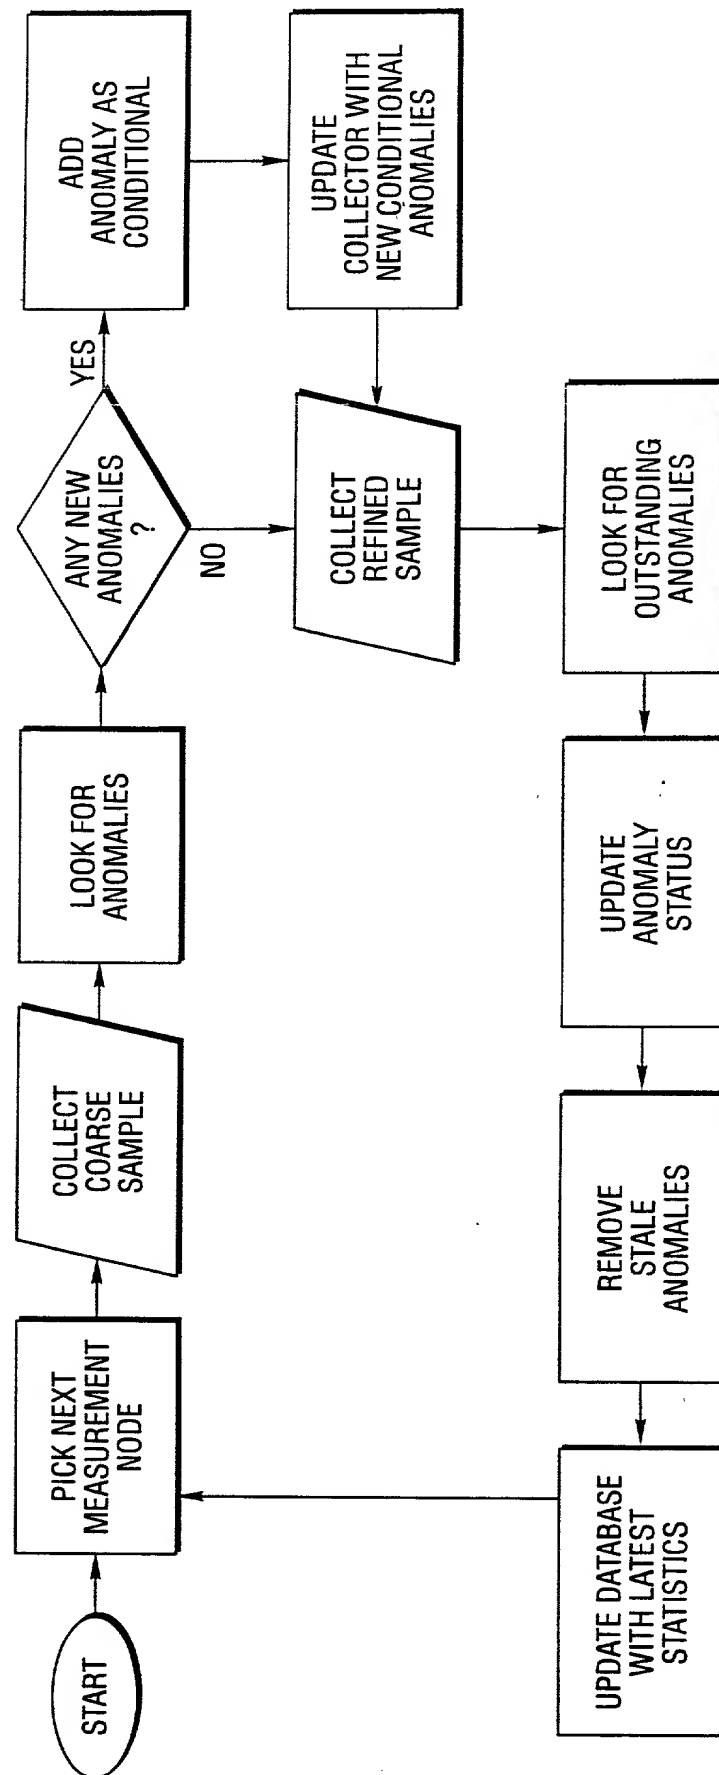 START
PICK NEXT
MEASUREMENT
NODE
COLLECT
COARSE
SAMPLE
LOOK FOR
ANOMALIES
ANY NEW
ANOMALIES
?
YES
NO
ADD
ANOMALY AS
CONDITIONAL
UPDATE
COLLECTOR WITH
NEW CONDITIONAL
ANOMALIES
COLLECT
REFINED
SAMPLE
LOOK FOR
OUTSTANDING
ANOMALIES
UPDATE
ANOMALY
STATUS
REMOVE
STALE
ANOMALIES
UPDATE DATABASE
WITH LATEST
STATISTICS